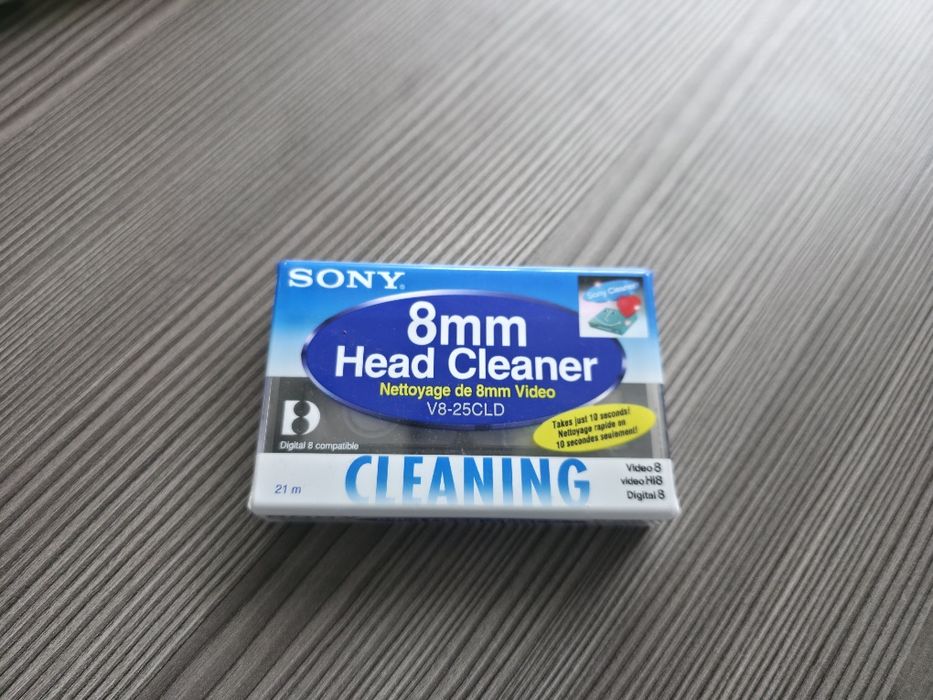 SONY®
Sony Cleaner
8mm
Head Cleaner
Nettoyage de 8mm Video
V8-25CLD
Takes just 10 seconds!
Nettoyage rapide en
10 secondes seulement!
8
Digital 8 compatible
21 m
CLEANING
Video 8
video Hi8
Digital 8